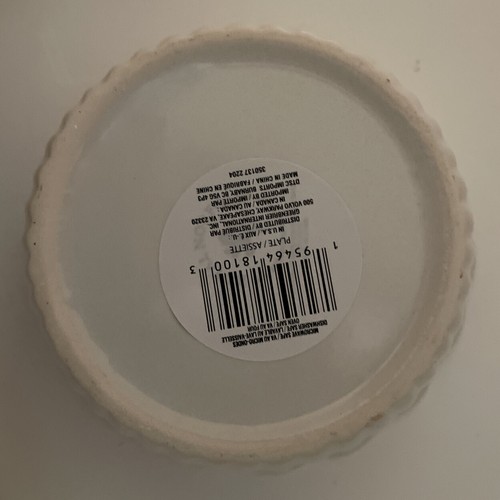 MICROWAVE SAFE / VA AU MICRO-ONDES
DISHWASHER SAFE / LAVABLE AU LAVE-VAISSELLE
OVEN SAFE / VA AU FOUR
1 95464 18100 3
PLATE / ASSIETTE
IN U.S.A. / AUX É.-U.
DISTRIBUTED BY / DISTRIBUÉ PAR
GREENBRIER INTERNATIONAL, INC.
500 VOLVO PARKWAY, CHESAPEAKE, VA 23320
IN CANADA / AU CANADA
IMPORTED BY / IMPORTÉ PAR
DTSC IMPORTS BURNABY, BC V5G 4P3
MADE IN CHINA / FABRIQUÉ EN CHINE
350137 2204